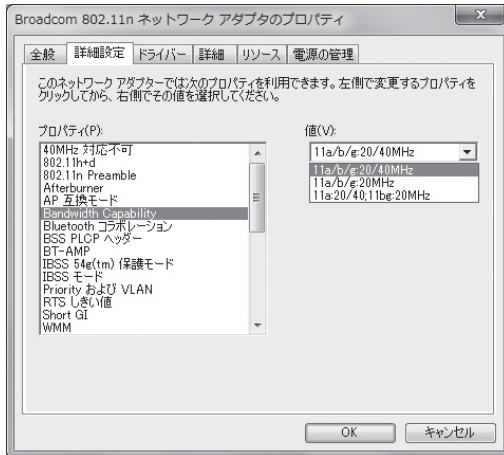 Broadcom 802.11n ネットワーク アダプタのプロパティ
全般 詳細設定 ドライバー 詳細 リソース 電源の管理
このネットワーク アダプターでは次のプロパティを利用できます。左側で変更するプロパティを
クリックしてから、右側でその値を選択してください。
プロパティ(P):
40MHz 対応不可
802.11h+d
802.11n Preamble
Afterburner
AP 互換モード
Bandwidth Capability
Bluetooth コラボレーション
BSS PLCP ヘッダー
BT-AMP
IBSS 54g(tm) 保護モード
IBSS モード
Priority および VLAN
RTS しきい値
Short GI
WMM
値(V):
11a/b/g:20/40MHz
11a/b/g:20/40MHz
11a/b/g:20MHz
11a:20/40;11bg:20MHz
OK
キャンセル